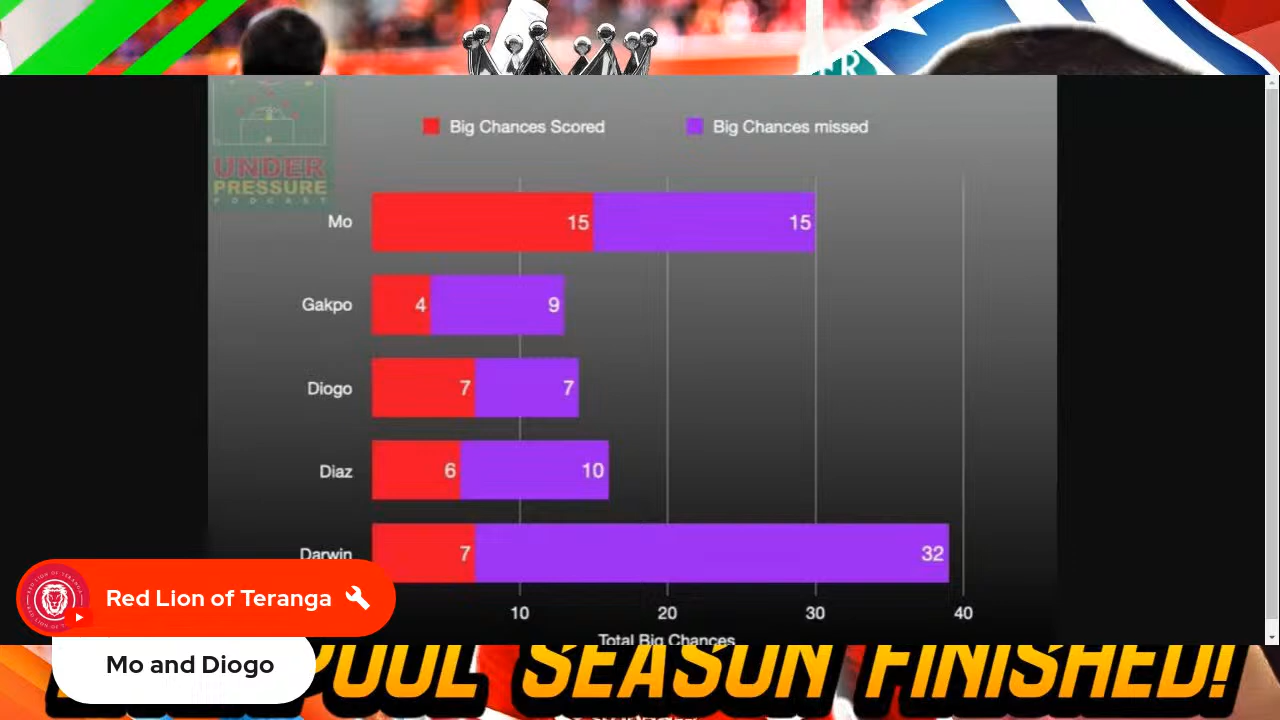 Big Chances Scored
Big Chances missed
UNDER
PRESSURE
PODCAST
Mo
15
15
Gakpo
4
9
Diogo
7
7
Diaz
6
10
Darwin
7
32
10
20
30
40
Total Big Chances
Red Lion of Teranga
Mo and Diogo
SEASON FINISHED!